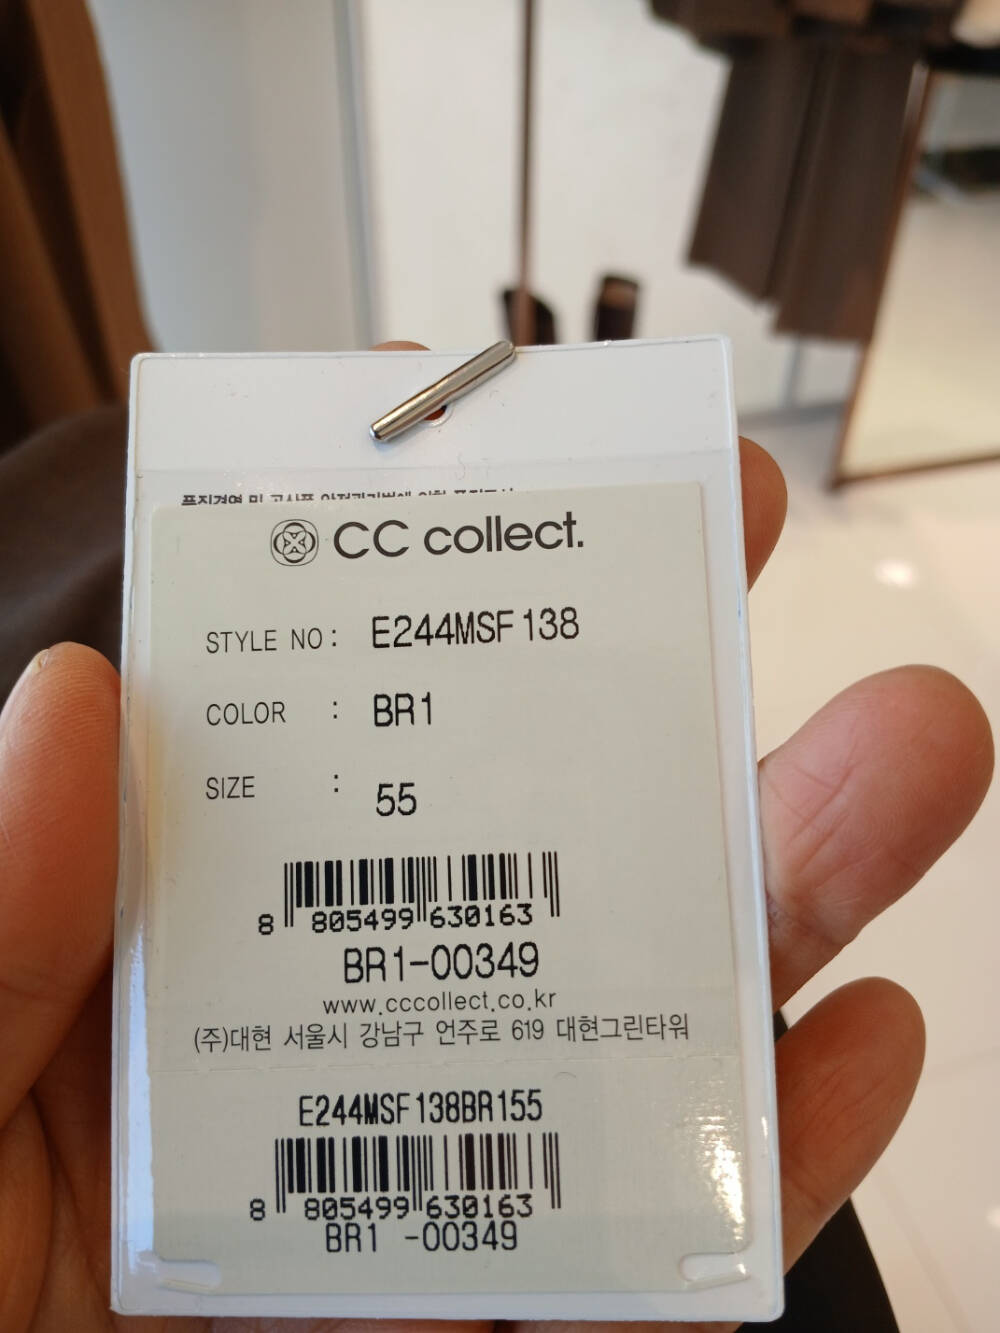 CC collect.
STYLE NO : E244MSF138
COLOR : BR1
SIZE : 55
8 805499 630163
BR1-00349
www.cccollect.co.kr
(주)대현 서울시 강남구 언주로 619 대현그린타워
E244MSF138BR155
8 805499 630163
BR1 -00349